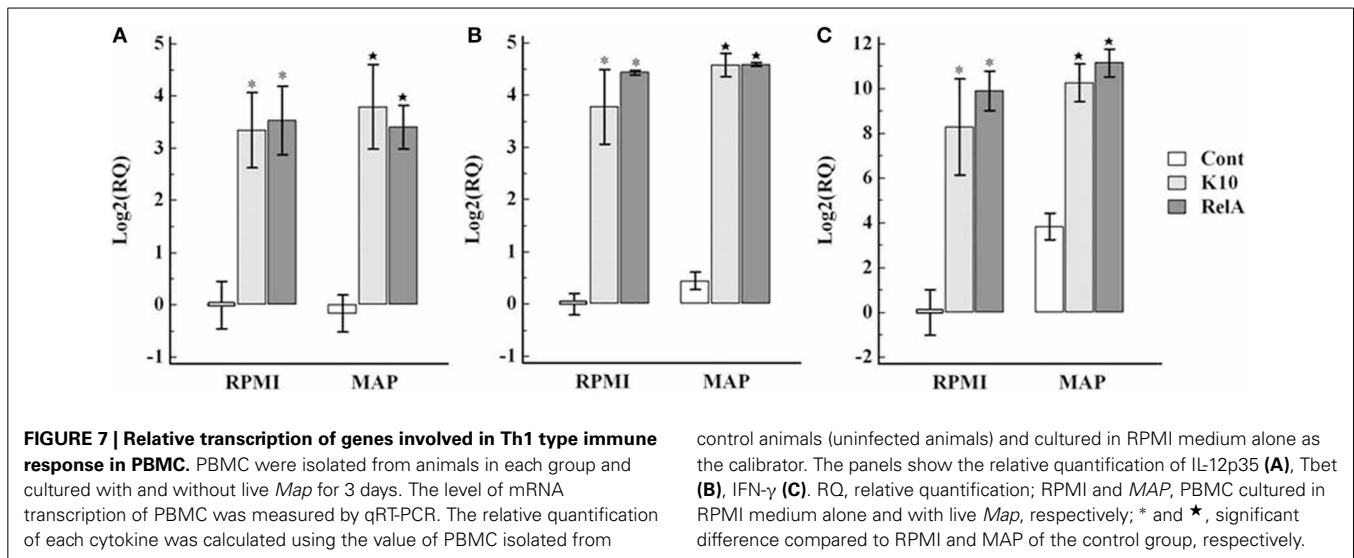 A
5
4
3
2
1
0
-1
Log2(RQ)
*
*
★
★
RPMI MAP
B
5
4
3
2
1
0
-1
Log2(RQ)
*
*
★
★
RPMI MAP
C
12
10
8
6
4
2
0
-2
Log2(RQ)
*
*
★
★
RPMI MAP
Cont
K10
RelA
FIGURE 7 | Relative transcription of genes involved in Th1 type immune
response in PBMC. PBMC were isolated from animals in each group and
cultured with and without live Map for 3 days. The level of mRNA
transcription of PBMC was measured by qRT-PCR. The relative quantification
of each cytokine was calculated using the value of PBMC isolated from
control animals (uninfected animals) and cultured in RPMI medium alone as
the calibrator. The panels show the relative quantification of IL-12p35 (A), Tbet
(B), IFN-γ (C). RQ, relative quantification; RPMI and MAP, PBMC cultured in
RPMI medium alone and with live Map, respectively; * and ★, significant
difference compared to RPMI and MAP of the control group, respectively.